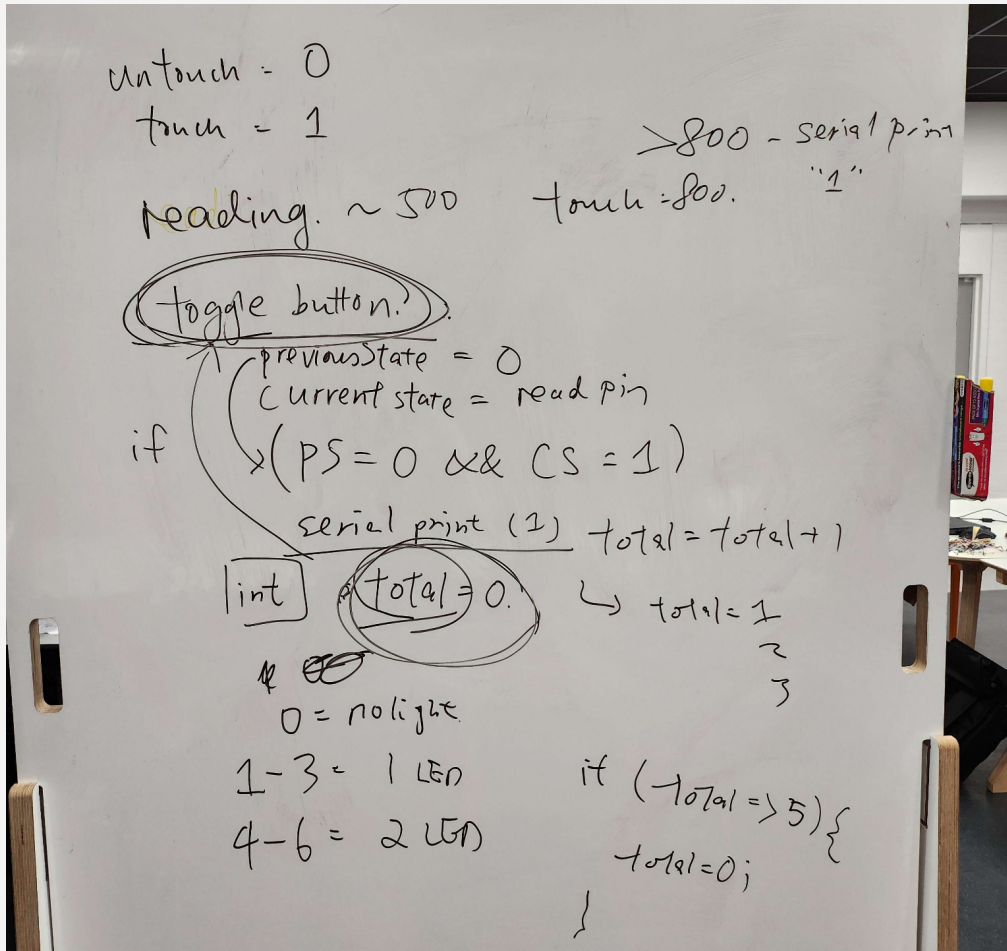 untouch = 0
touch = 1
>800 - serial print
"1"
reading. ~ 500
touch = 800.
toggle button?
previousState = 0
Current state = read pin
if (PS = 0 && CS = 1)
serial print (1)
total = total + 1
int total = 0.
↳ total = 1
2
3
0 = no light.
1-3 = 1 LED
4-6 = 2 LED
if (total => 5) {
total = 0;
}